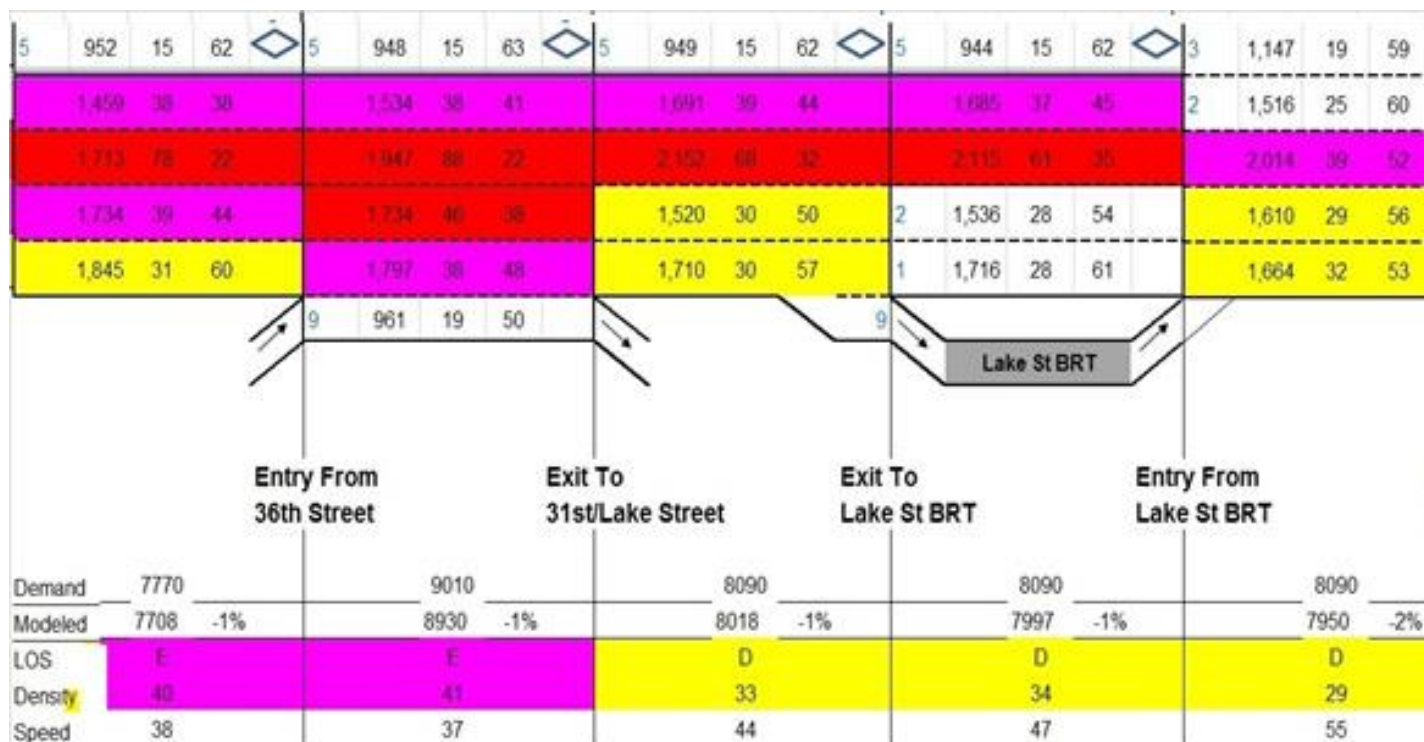 5 952 15 62 5 948 15 63 5 949 15 62 5 944 15 62 3 1,147 19 59
1,459 38 38 1,534 38 41 1,691 39 44 1,685 37 45 2 1,516 25 60
1,713 78 22 1,947 88 22 2,152 68 32 2,115 61 35 2,014 39 52
1,734 39 44 1,734 46 38 1,520 30 50 2 1,536 28 54 1,610 29 56
1,845 31 60 1,797 38 48 1,710 30 57 1 1,716 28 61 1,664 32 53
9 961 19 50 9
Lake St BRT
Entry From Exit To Exit To Entry From
36th Street 31st/Lake Street Lake St BRT Lake St BRT
Demand 7770 9010 8090 8090 8090
Modeled 7708 -1% 8930 -1% 8018 -1% 7997 -1% 7950 -2%
LOS E E D D D
Density 40 41 33 34 29
Speed 38 37 44 47 55